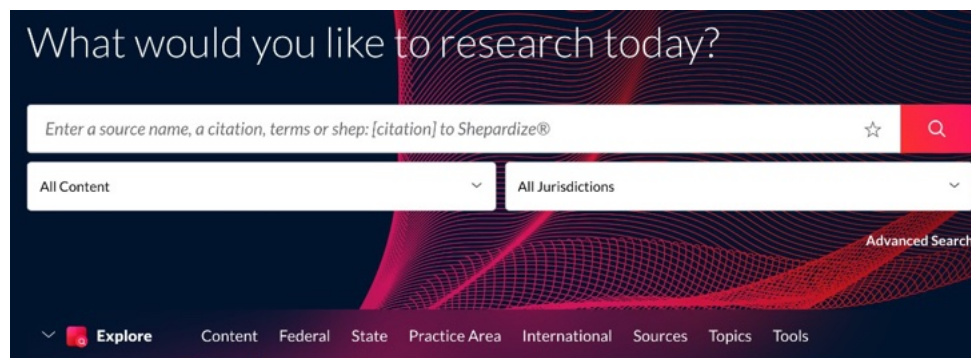 What would you like to research today?
Enter a source name, a citation, terms or shep: [citation] to Shepardize®
All Content All Jurisdictions
Advanced Search
Explore Content Federal State Practice Area International Sources Topics Tools